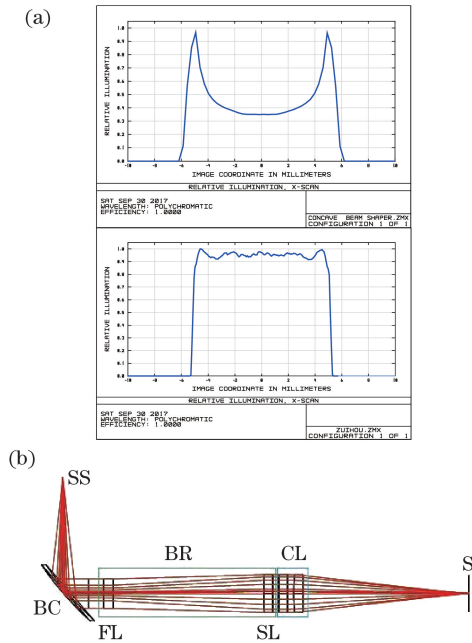 (a)
1.0
0.9
0.8
0.7
0.6
0.5
0.4
0.3
0.2
0.1
0.0
RELATIVE ILLUMINATION
-10 -8 -6 -4 -2 0 2 4 6 8 10
IMAGE COORDINATE IN MILLIMETERS
RELATIVE ILLUMINATION, X-SCAN
SAT SEP 30 2017
WAVELENGTH: POLYCHROMATIC
EFFICIENCY: 1.0000
CONCAVE BEAM SHAPER.ZMX
CONFIGURATION 1 OF 1
1.0
0.9
0.8
0.7
0.6
0.5
0.4
0.3
0.2
0.1
0.0
RELATIVE ILLUMINATION
-10 -8 -6 -4 -2 0 2 4 6 8 10
IMAGE COORDINATE IN MILLIMETERS
RELATIVE ILLUMINATION, X-SCAN
SAT SEP 30 2017
WAVELENGTH: POLYCHROMATIC
EFFICIENCY: 1.0000
ZUIHOU.ZMX
CONFIGURATION 1 OF 1
(b)
SS
BR CL S
BC
FL SL